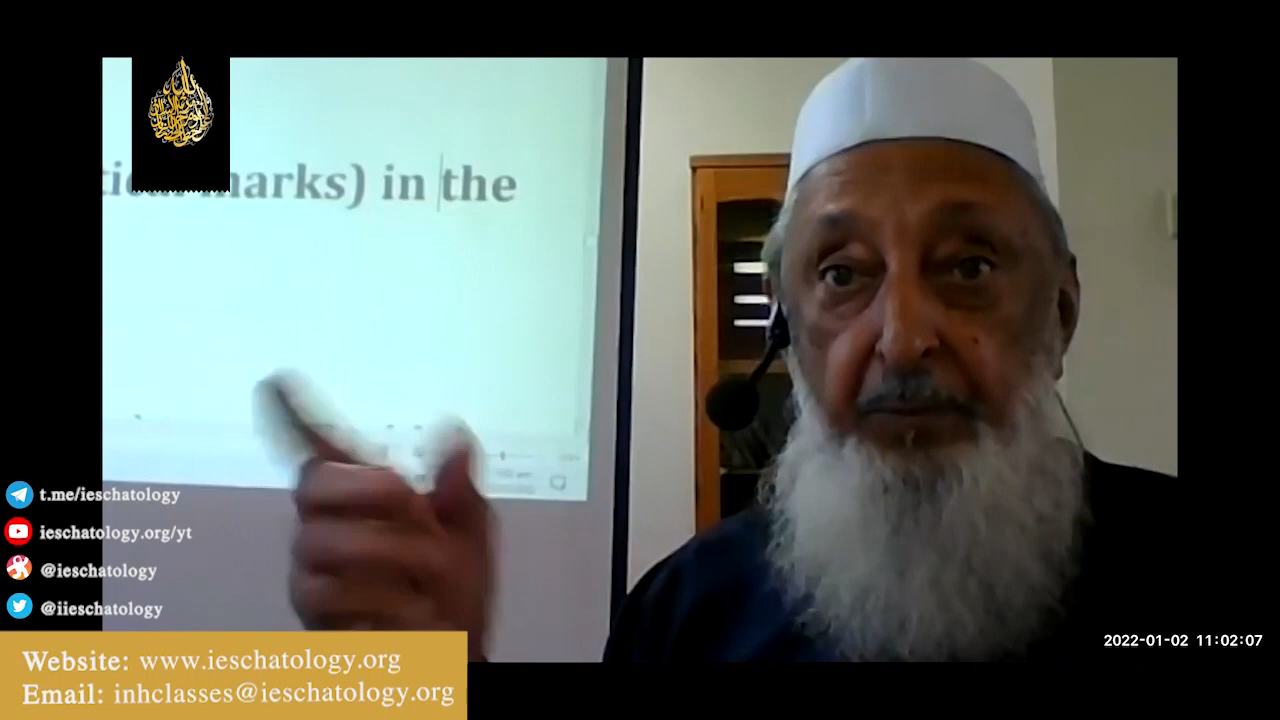 marks) in the
t.me/ieschatology
ieschatology.org/yt
@ieschatology
@iieschatology
2022-01-02 11:02:07
Website: www.ieschatology.org
Email: inhclasses@ieschatology.org